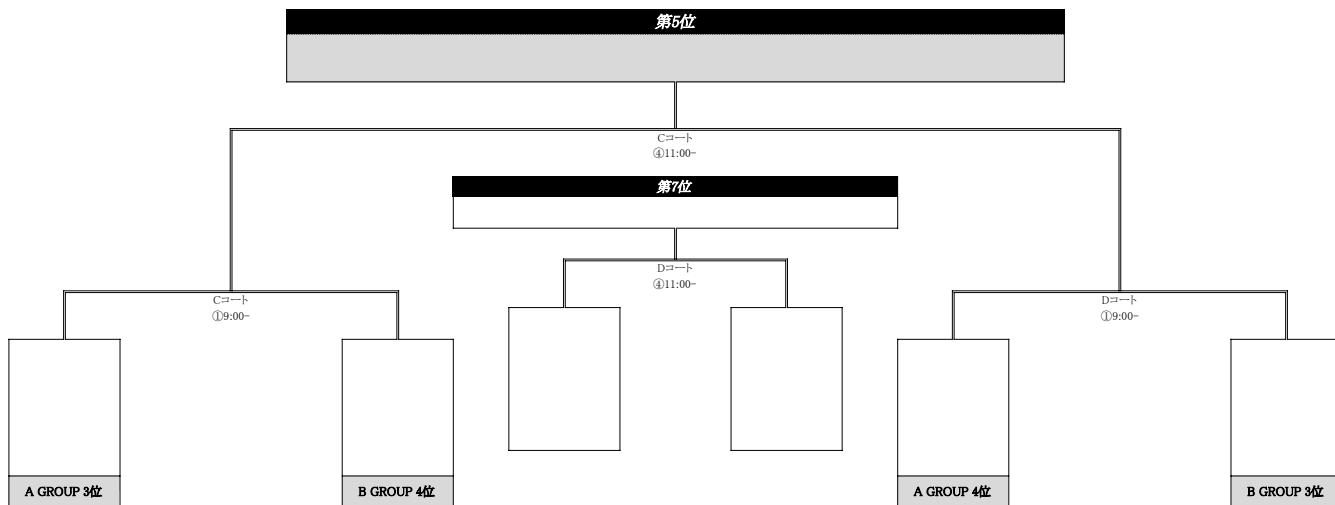 第5位
Cコート
④11:00-
第7位
Dコート
④11:00-
Cコート
①9:00-
Dコート
①9:00-
A GROUP 3位
B GROUP 4位
A GROUP 4位
B GROUP 3位